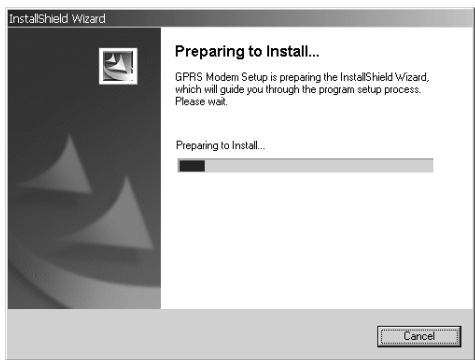 InstallShield Wizard
Preparing to Install...
GPRS Modem Setup is preparing the InstallShield Wizard,
which will guide you through the program setup process.
Please wait.
Preparing to Install...
Cancel